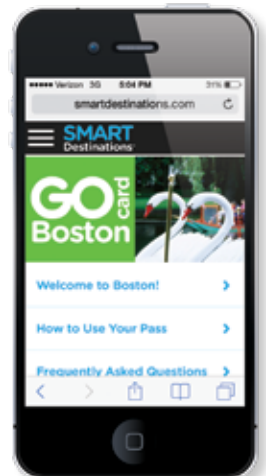 Verizon 3G 5:04 PM 31%
smartdestinations.com
SMART
Destinations
GO card
Boston
Welcome to Boston!
How to Use Your Pass
Frequently Asked Questions